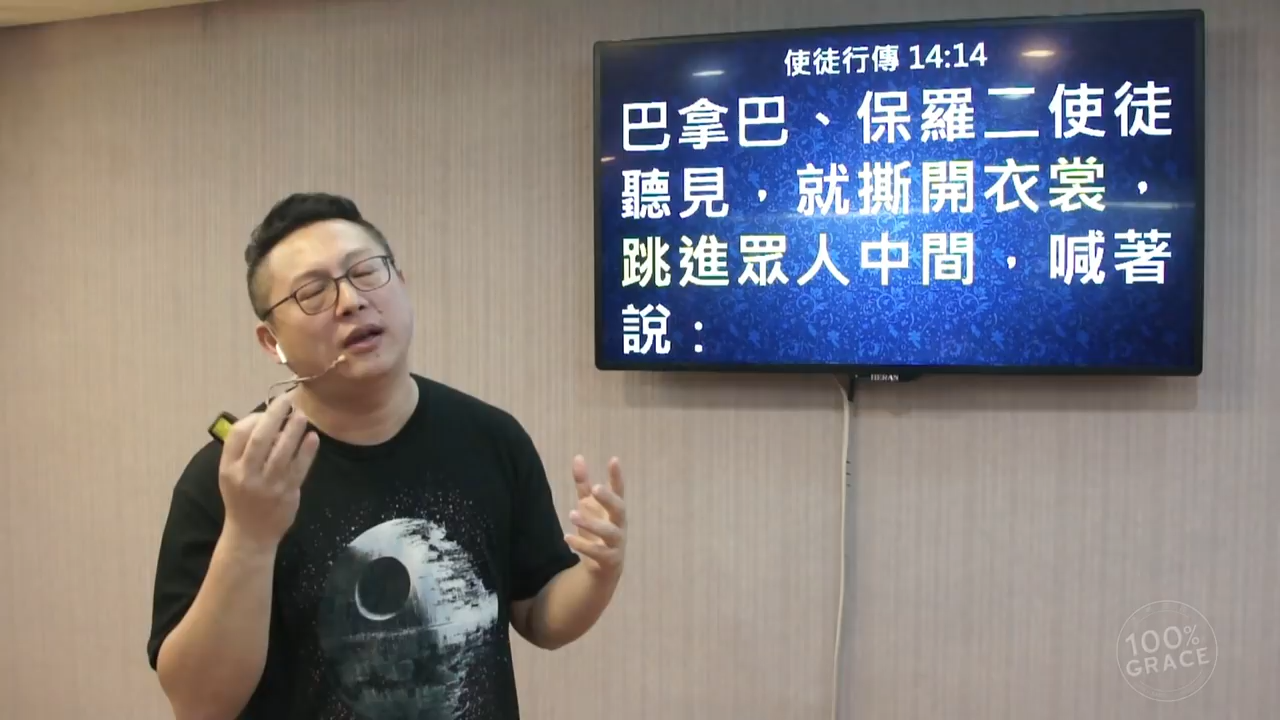 使徒行傳 14:14
巴拿巴、保羅二使徒
聽見，就撕開衣裳，
跳進眾人中間，喊著
說：
HERAN
100%
GRACE